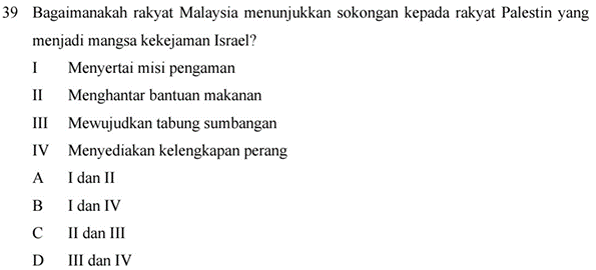 39 Bagaimanakah rakyat Malaysia menunjukkan sokongan kepada rakyat Palestin yang
menjadi mangsa kekejaman Israel?
I Menyertai misi pengaman
II Menghantar bantuan makanan
III Mewujudkan tabung sumbangan
IV Menyediakan kelengkapan perang
A I dan II
B I dan IV
C II dan III
D III dan IV